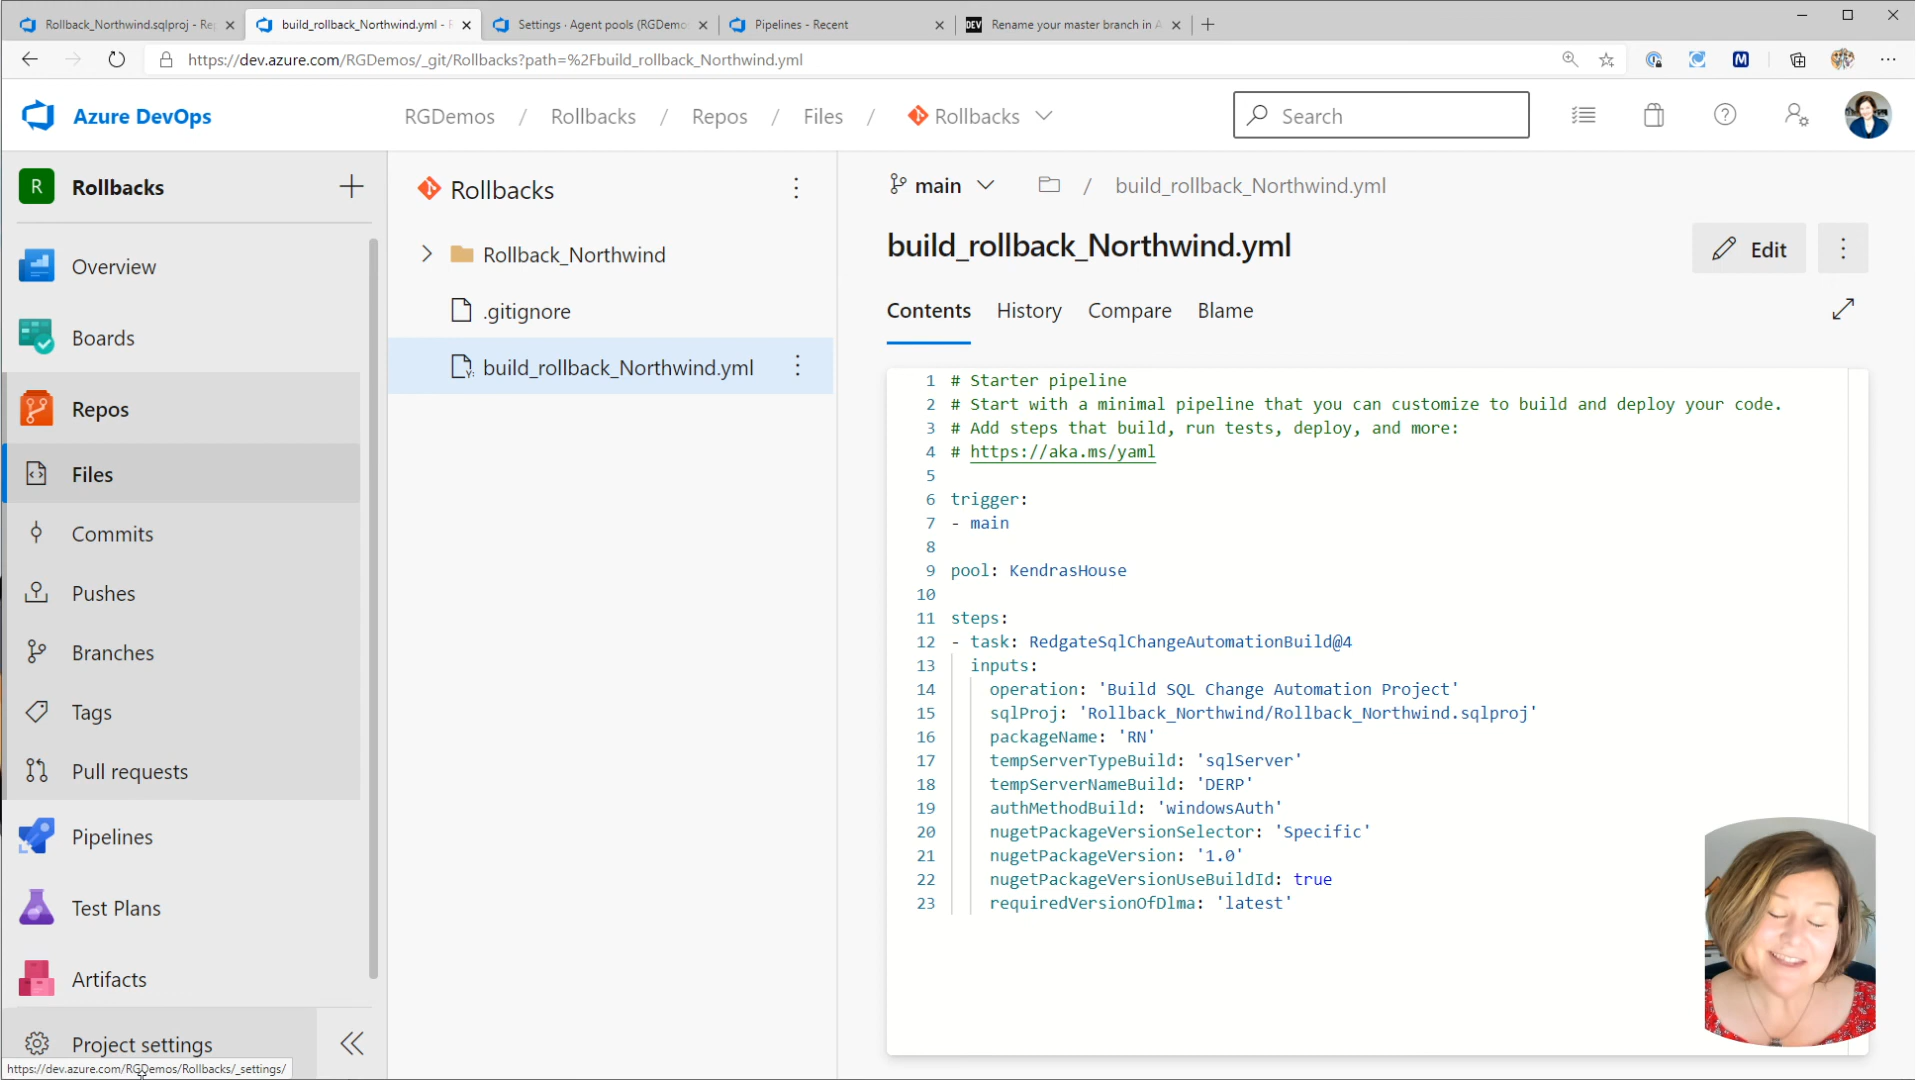 Rollback_Northwind.sqlproj - Re
build_rollback_Northwind.yml - 
Settings · Agent pools (RGDemo
Pipelines - Recent
DEV Rename your master branch in A
https://dev.azure.com/RGDemos/_git/Rollbacks?path=%2Fbuild_rollback_Northwind.yml
M
Azure DevOps
RGDemos / Rollbacks / Repos / Files / Rollbacks
Search
R Rollbacks
Overview
Boards
Repos
Files
Commits
Pushes
Branches
Tags
Pull requests
Pipelines
Test Plans
Artifacts
Project settings
https://dev.azure.com/RGDemos/Rollbacks/_settings/
Rollbacks
Rollback_Northwind
.gitignore
build_rollback_Northwind.yml
main / build_rollback_Northwind.yml
build_rollback_Northwind.yml
Edit
Contents History Compare Blame
1 # Starter pipeline
2 # Start with a minimal pipeline that you can customize to build and deploy your code.
3 # Add steps that build, run tests, deploy, and more:
4 # https://aka.ms/yaml
5
6 trigger:
7 - main
8
9 pool: KendrasHouse
10
11 steps:
12 - task: RedgateSqlChangeAutomationBuild@4
13 inputs:
14 operation: 'Build SQL Change Automation Project'
15 sqlProj: 'Rollback_Northwind/Rollback_Northwind.sqlproj'
16 packageName: 'RN'
17 tempServerTypeBuild: 'sqlServer'
18 tempServerNameBuild: 'DERP'
19 authMethodBuild: 'windowsAuth'
20 nugetPackageVersionSelector: 'Specific'
21 nugetPackageVersion: '1.0'
22 nugetPackageVersionUseBuildId: true
23 requiredVersionOfDlma: 'latest'